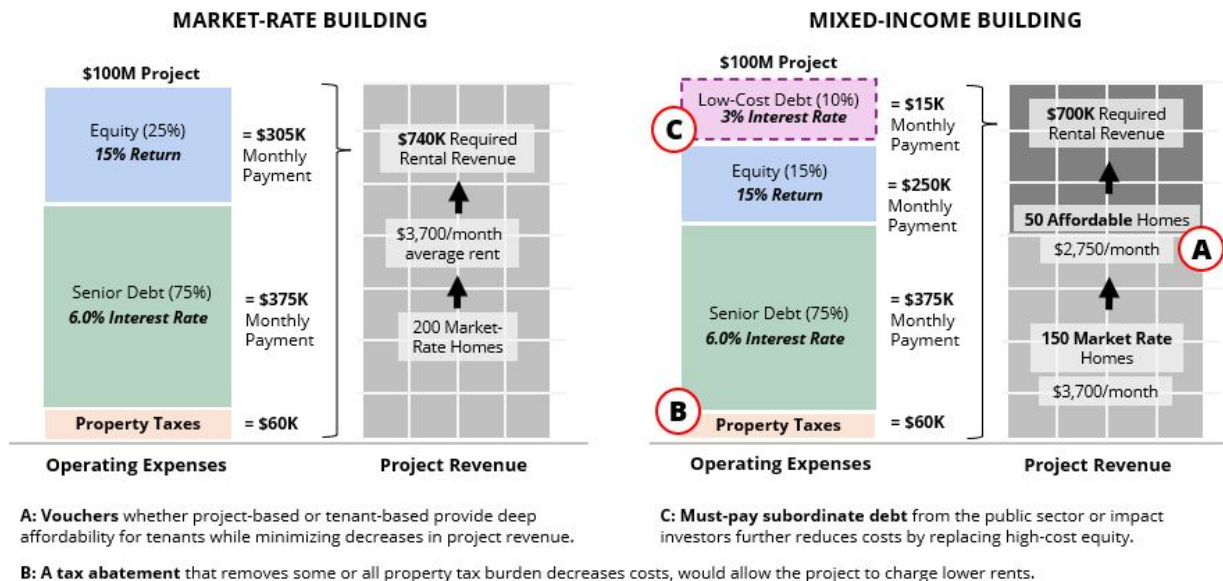 MARKET-RATE BUILDING
$100M Project
Equity (25%)
15% Return
= $305K
Monthly
Payment
Senior Debt (75%)
6.0% Interest Rate
= $375K
Monthly
Payment
Property Taxes
= $60K
Operating Expenses
$740K Required
Rental Revenue
$3,700/month
average rent
200 Market-
Rate Homes
Project Revenue
MIXED-INCOME BUILDING
$100M Project
Low-Cost Debt (10%)
3% Interest Rate
C
= $15K
Monthly
Payment
Equity (15%)
15% Return
= $250K
Monthly
Payment
Senior Debt (75%)
6.0% Interest Rate
= $375K
Monthly
Payment
B
Property Taxes
= $60K
Operating Expenses
$700K Required
Rental Revenue
50 Affordable Homes
$2,750/month
A
150 Market Rate
Homes
$3,700/month
Project Revenue
A: Vouchers whether project-based or tenant-based provide deep
affordability for tenants while minimizing decreases in project revenue.
B: A tax abatement that removes some or all property tax burden decreases costs, would allow the project to charge lower rents.
C: Must-pay subordinate debt from the public sector or impact
investors further reduces costs by replacing high-cost equity.